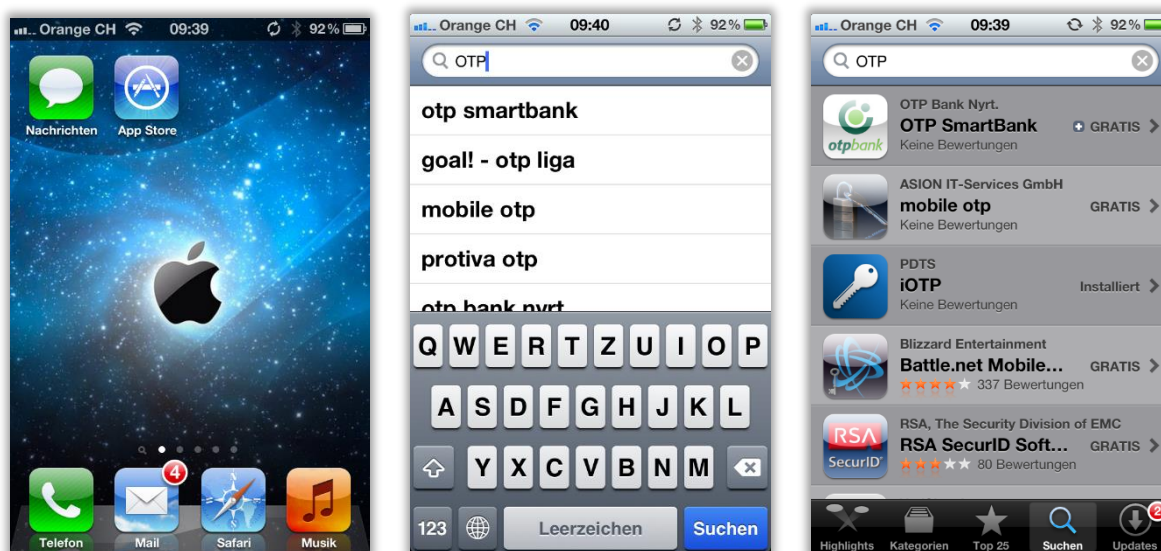 Orange CH 09:39 92%
Nachrichten App Store
4
Telefon Mail Safari Musik
Orange CH 09:40 92%
OTP
otp smartbank
goal! - otp liga
mobile otp
protiva otp
otp bank nyrt
Q W E R T Z U I O P
A S D F G H J K L
Y X C V B N M
123 Leerzeichen Suchen
Orange CH 09:39 92%
OTP
OTP Bank Nyrt.
otpbank OTP SmartBank GRATIS
Keine Bewertungen
ASION IT-Services GmbH
mobile otp GRATIS
Keine Bewertungen
PDTS
iOTP Installiert
Keine Bewertungen
Blizzard Entertainment
Battle.net Mobile... GRATIS
337 Bewertungen
RSA, The Security Division of EMC
RSA RSA SecurID Soft... GRATIS
SecurID 80 Bewertungen
2
Highlights Kategorien Top 25 Suchen Updates